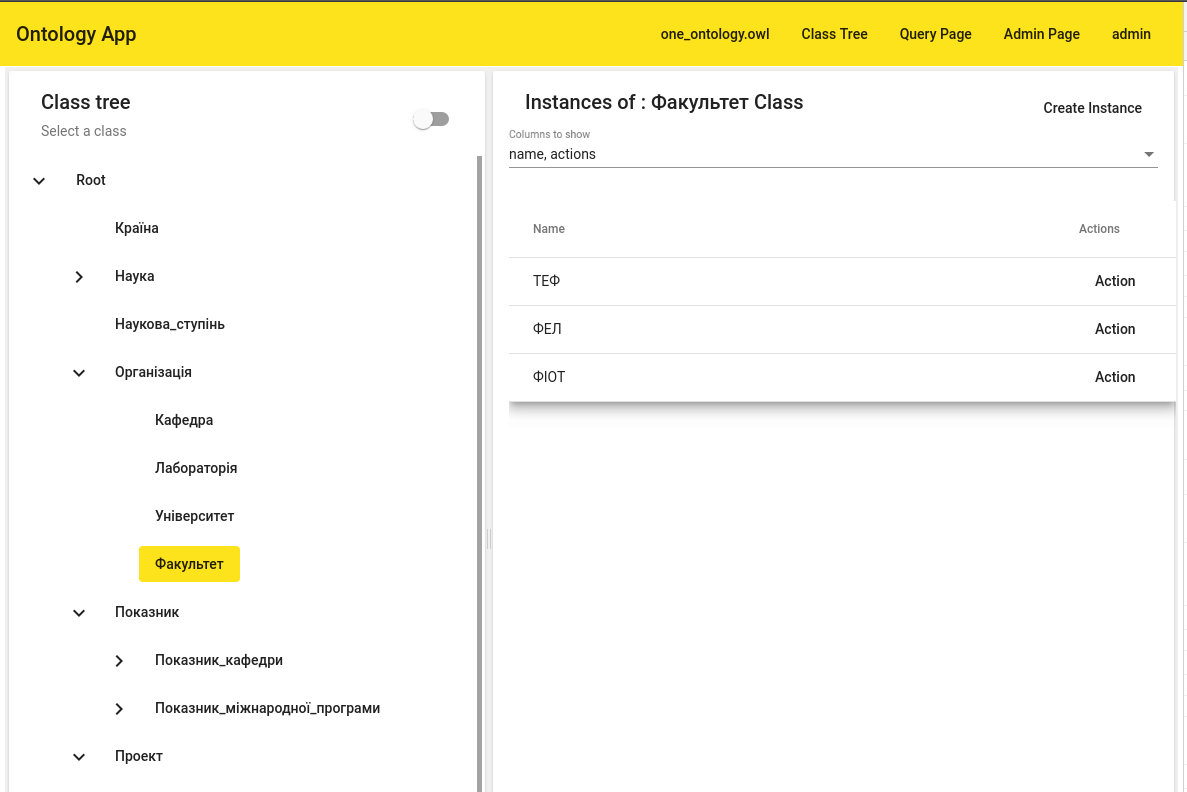 Ontology App
one_ontology.owl Class Tree Query Page Admin Page admin
Class tree
Select a class
Root
Країна
Наука
Наукова_ступінь
Організація
Кафедра
Лабораторія
Університет
Факультет
Показник
Показник_кафедри
Показник_міжнародної_програми
Проект
Instances of : Факультет Class
Create Instance
Columns to show
name, actions
Name Actions
ТЕФ Action
ФЕЛ Action
ФІОТ Action